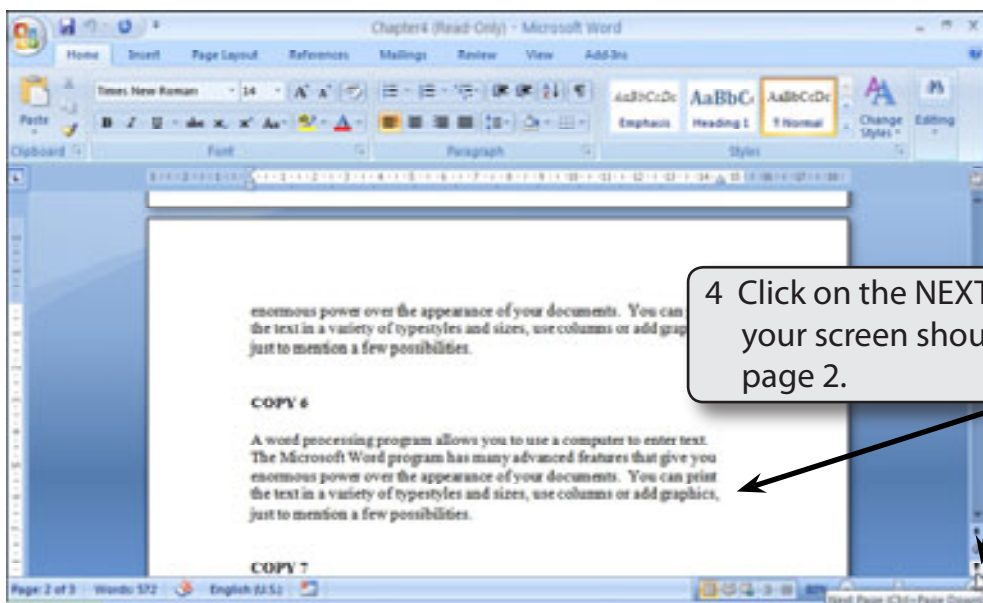 Chapter4 (Read-Only) - Microsoft Word
Home Insert Page Layout References Mailings Review View Add-Ins
Times New Roman 14
Paste
Emphasis Heading 1 ¶ Normal Change Styles Editing
Clipboard Font Paragraph Styles
enormous power over the appearance of your documents. You can
the text in a variety of typestyles and sizes, use columns or add grap
just to mention a few possibilities.
4 Click on the NEXT
your screen shou
page 2.
COPY 6
A word processing program allows you to use a computer to enter text.
The Microsoft Word program has many advanced features that give you
enormous power over the appearance of your documents. You can print
the text in a variety of typestyles and sizes, use columns or add graphics,
just to mention a few possibilities.
COPY 7
Page: 2 of 3 Words: 572 English (U.S.)
Next Page (Ctrl+Page Down)